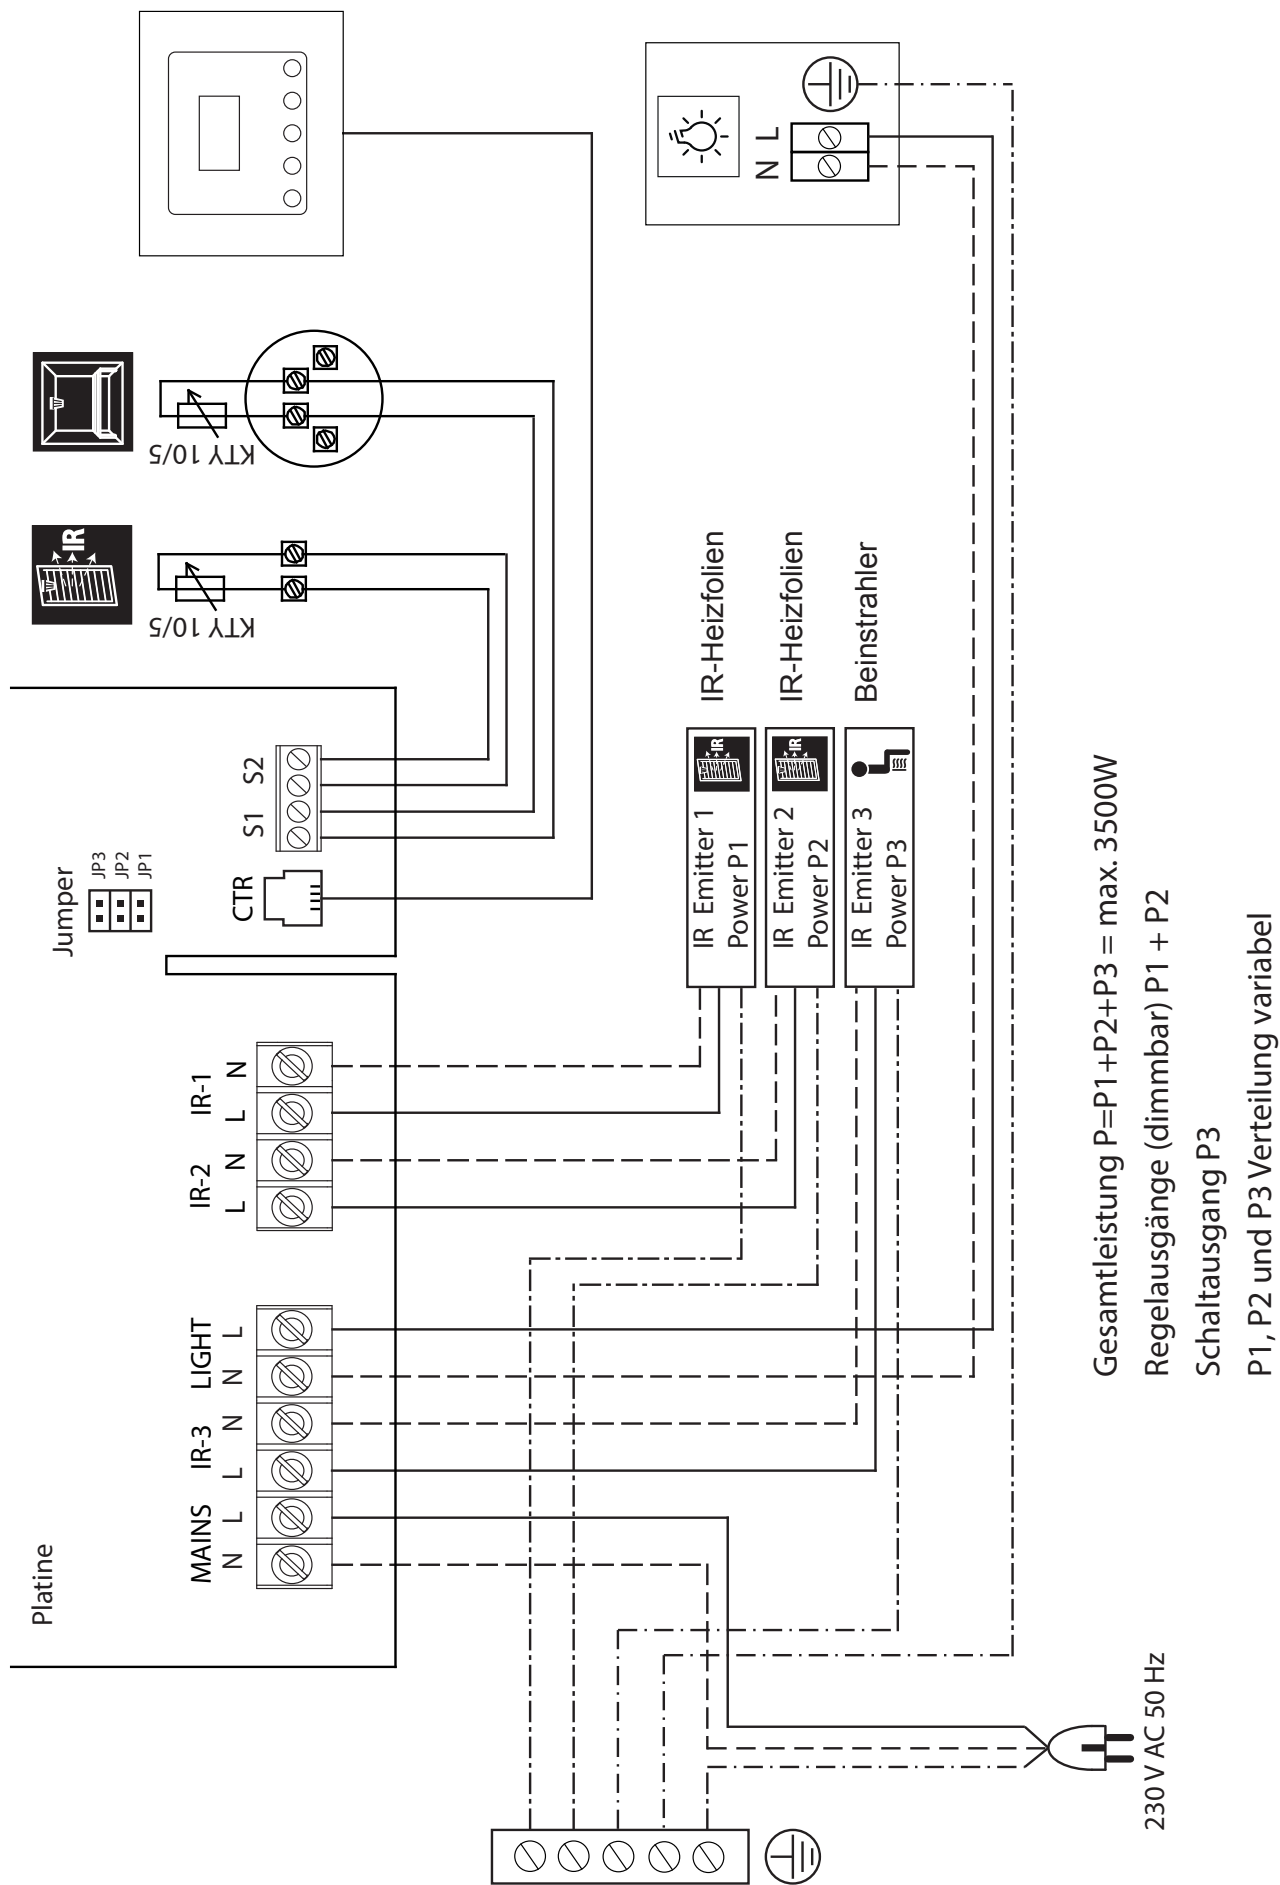 Platine
Jumper
JP3
JP2
JP1
MAINS
IR-3
LIGHT
IR-2
IR-1
N L L N N L L N L N
CTR
S1
S2
KTY 10/5
KTY 10/5
IR
N L
IR Emitter 1
Power P1
IR
IR-Heizfolien
IR Emitter 2
Power P2
IR
IR-Heizfolien
IR Emitter 3
Power P3
Beinstrahler
230 V AC 50 Hz
Gesamtleistung P=P1+P2+P3 = max. 3500W
Regelausgänge (dimmbar) P1 + P2
Schaltausgang P3
P1, P2 und P3 Verteilung variabel